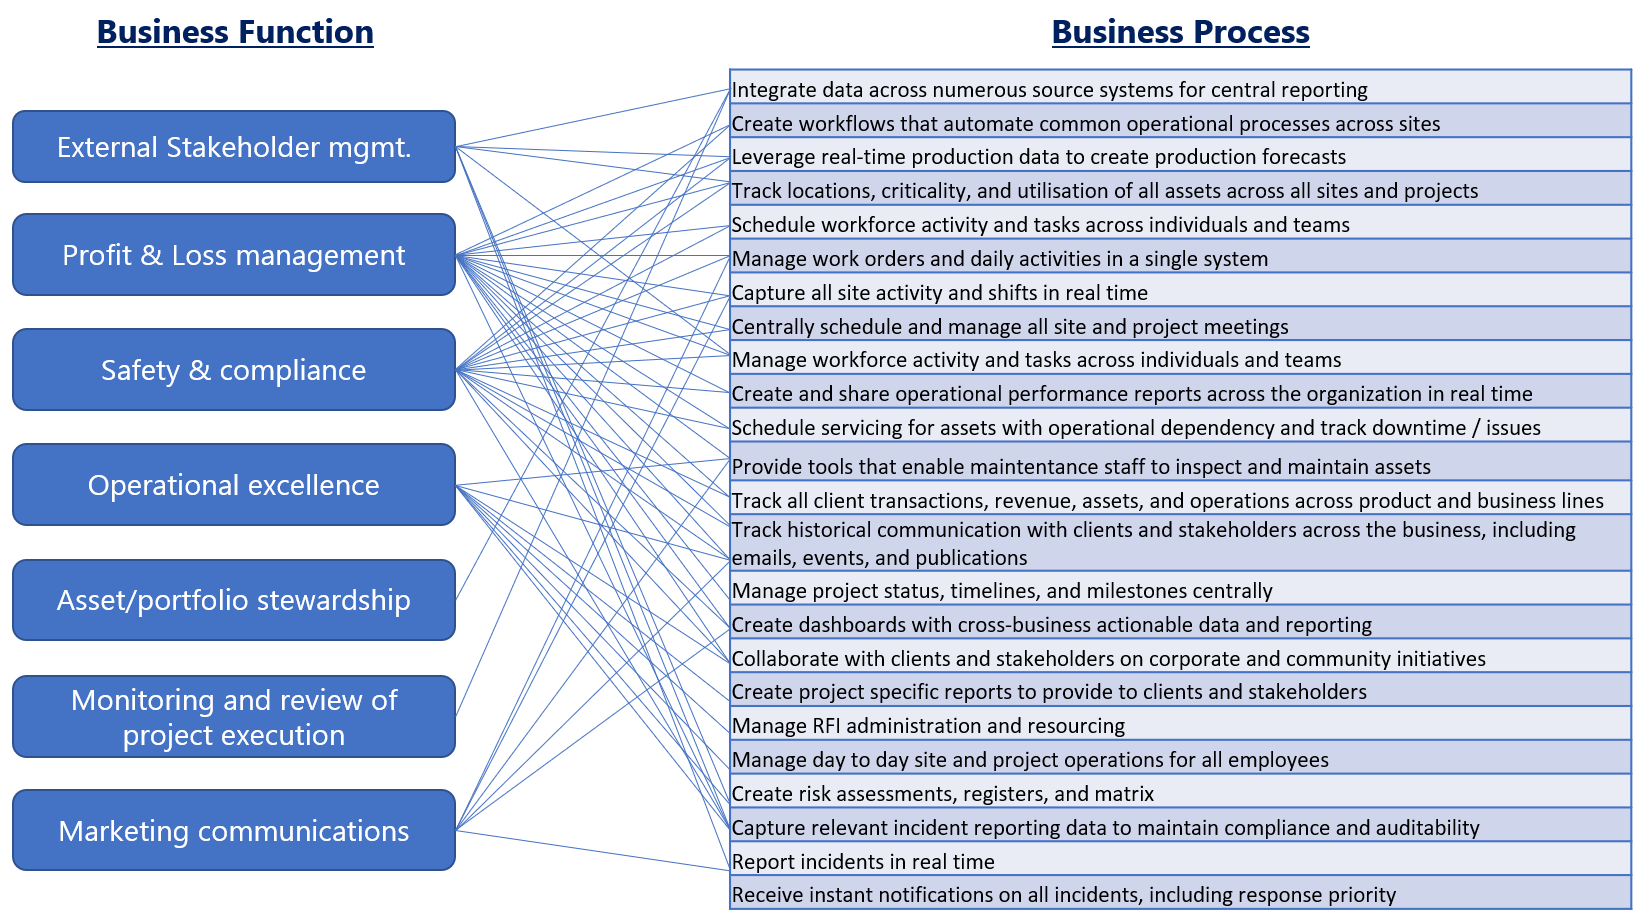 Business Function
Business Process
External Stakeholder mgmt.
Profit & Loss management
Safety & compliance
Operational excellence
Asset/portfolio stewardship
Monitoring and review of
project execution
Marketing communications
Integrate data across numerous source systems for central reporting
Create workflows that automate common operational processes across sites
Leverage real-time production data to create production forecasts
Track locations, criticality, and utilisation of all assets across all sites and projects
Schedule workforce activity and tasks across individuals and teams
Manage work orders and daily activities in a single system
Capture all site activity and shifts in real time
Centrally schedule and manage all site and project meetings
Manage workforce activity and tasks across individuals and teams
Create and share operational performance reports across the organization in real time
Schedule servicing for assets with operational dependency and track downtime / issues
Provide tools that enable maintentance staff to inspect and maintain assets
Track all client transactions, revenue, assets, and operations across product and business lines
Track historical communication with clients and stakeholders across the business, including
emails, events, and publications
Manage project status, timelines, and milestones centrally
Create dashboards with cross-business actionable data and reporting
Collaborate with clients and stakeholders on corporate and community initiatives
Create project specific reports to provide to clients and stakeholders
Manage RFI administration and resourcing
Manage day to day site and project operations for all employees
Create risk assessments, registers, and matrix
Capture relevant incident reporting data to maintain compliance and auditability
Report incidents in real time
Receive instant notifications on all incidents, including response priority